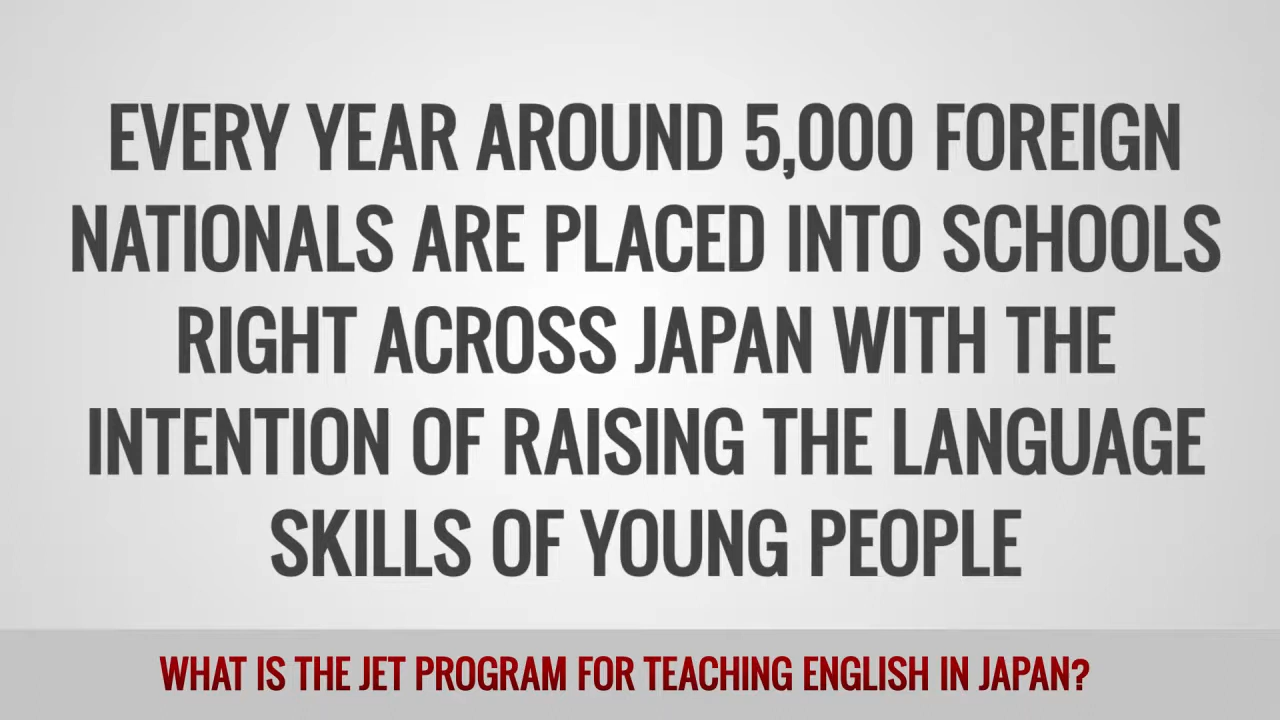 EVERY YEAR AROUND 5,000 FOREIGN
NATIONALS ARE PLACED INTO SCHOOLS
RIGHT ACROSS JAPAN WITH THE
INTENTION OF RAISING THE LANGUAGE
SKILLS OF YOUNG PEOPLE
WHAT IS THE JET PROGRAM FOR TEACHING ENGLISH IN JAPAN?